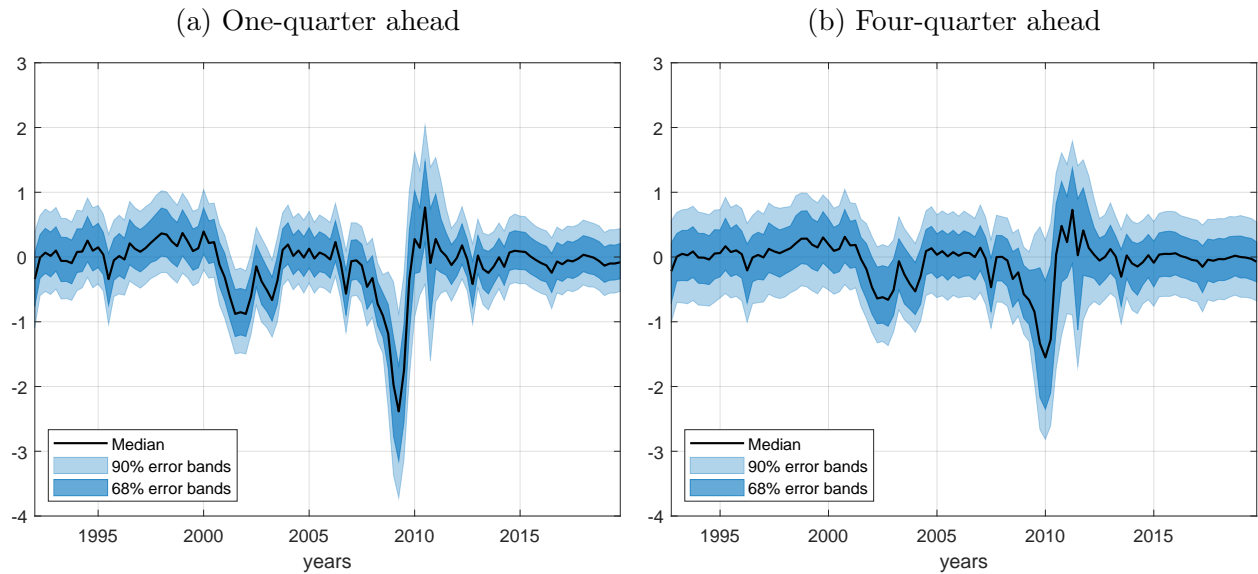 (a) One-quarter ahead
3
2
1
0
-1
-2
-3
-4
Median
90% error bands
68% error bands
1995
2000
2005
2010
2015
years
(b) Four-quarter ahead
3
2
1
0
-1
-2
-3
-4
Median
90% error bands
68% error bands
1995
2000
2005
2010
2015
years